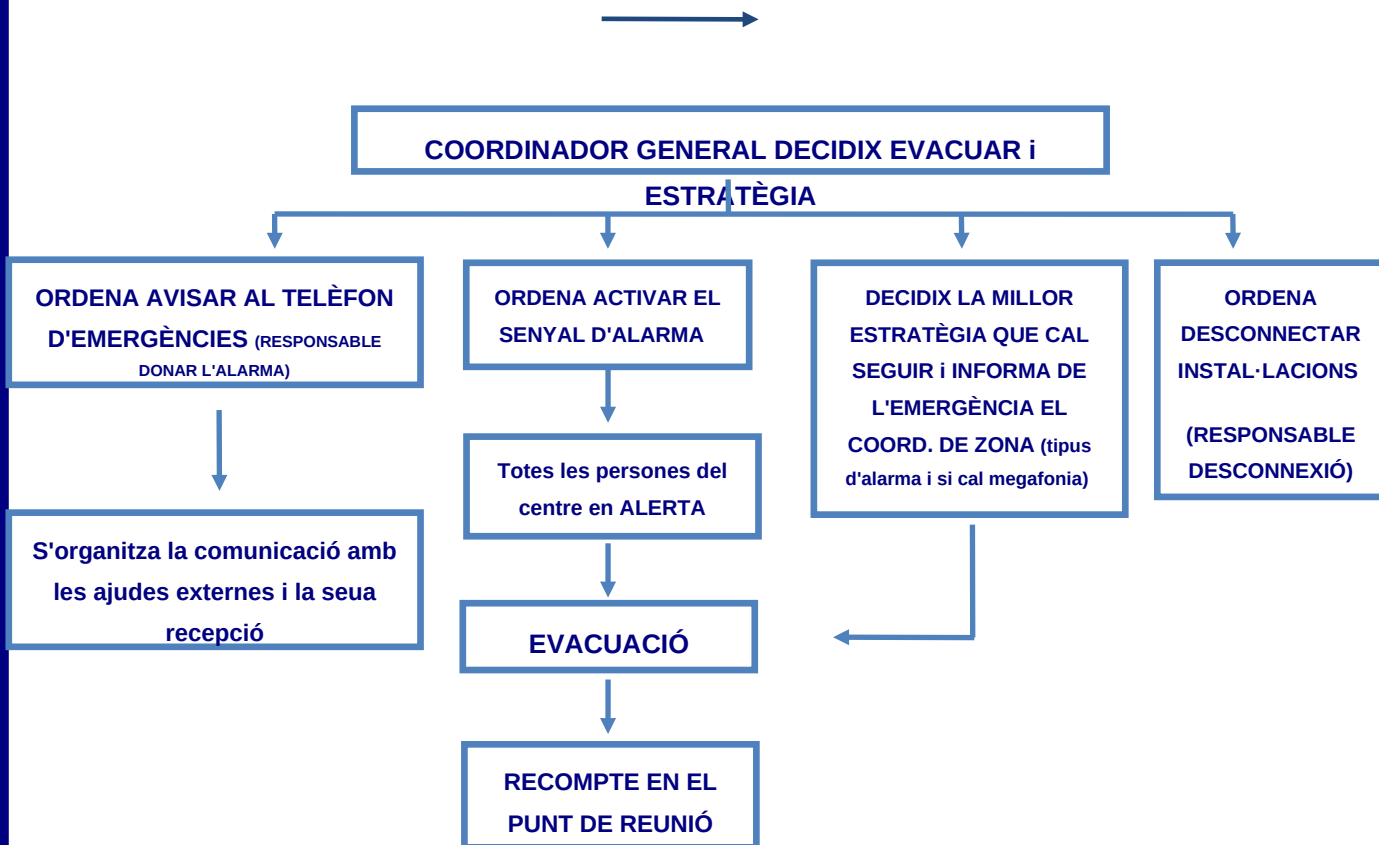 COORDINADOR GENERAL DECIDIX EVACUAR i
ESTRATÈGIA
ORDENA AVISAR AL TELÈFON
D'EMERGÈNCIES (RESPONSABLE
DONAR L'ALARMA)
S'organitza la comunicació amb
les ajudes externes i la seua
recepció
ORDENA ACTIVAR EL
SENYAL D'ALARMA
Totes les persones del
centre en ALERTA
EVACUACIÓ
RECOMPTE EN EL
PUNT DE REUNIÓ
DECIDIX LA MILLOR
ESTRATÈGIA QUE CAL
SEGUIR i INFORMA DE
L'EMERGÈNCIA EL
COORD. DE ZONA (tipus
d'alarma i si cal megafonia)
ORDENA
DESCONNECTAR
INSTAL·LACIONS
(RESPONSABLE
DESCONNEXIÓ)